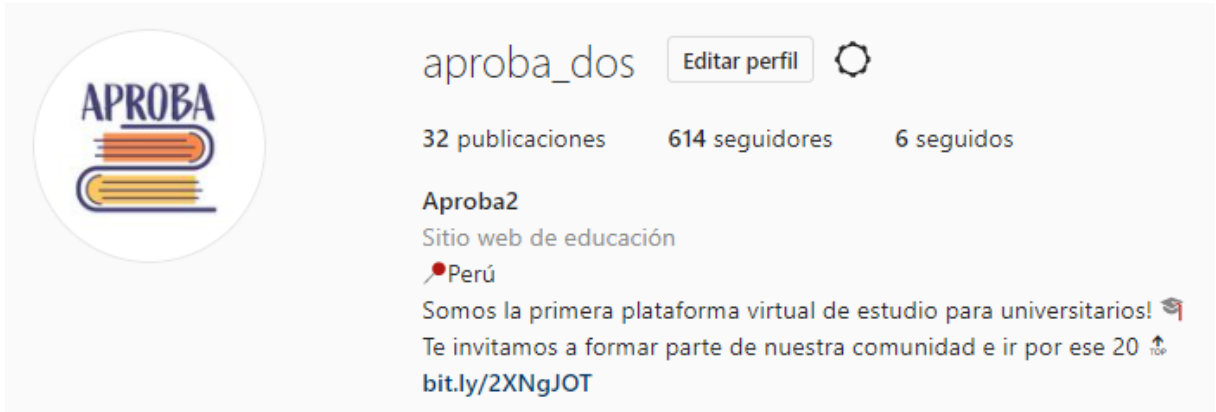 APROBA
aproba_dos Editar perfil
32 publicaciones 614 seguidores 6 seguidos
Aproba2
Sitio web de educación
📍Perú
Somos la primera plataforma virtual de estudio para universitarios! 🎓
Te invitamos a formar parte de nuestra comunidad e ir por ese 20 🔝
bit.ly/2XNgJOT